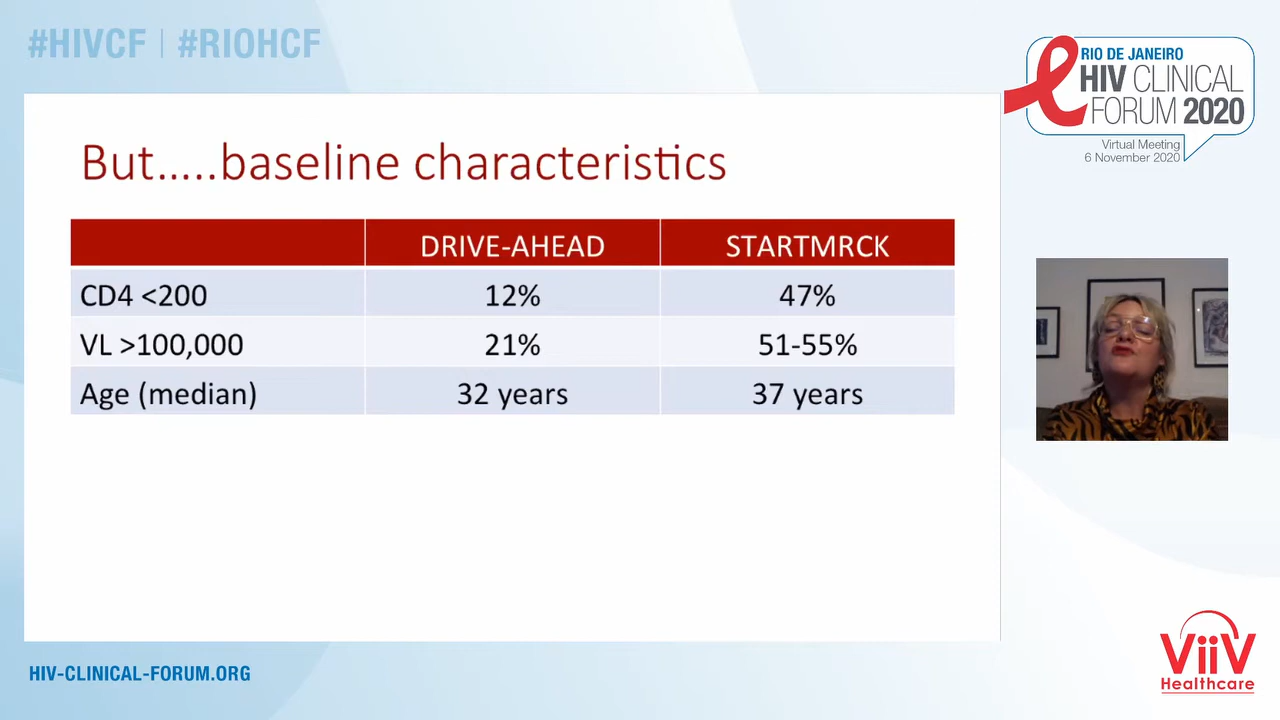 #HIVCF | #RIOHCF
RIO DE JANEIRO
HIV CLINICAL
FORUM 2020
Virtual Meeting
6 November 2020
But.....baseline characteristics
DRIVE-AHEAD STARTMRCK
CD4 <200 12% 47%
VL >100,000 21% 51-55%
Age (median) 32 years 37 years
HIV-CLINICAL-FORUM.ORG
ViiV
Healthcare